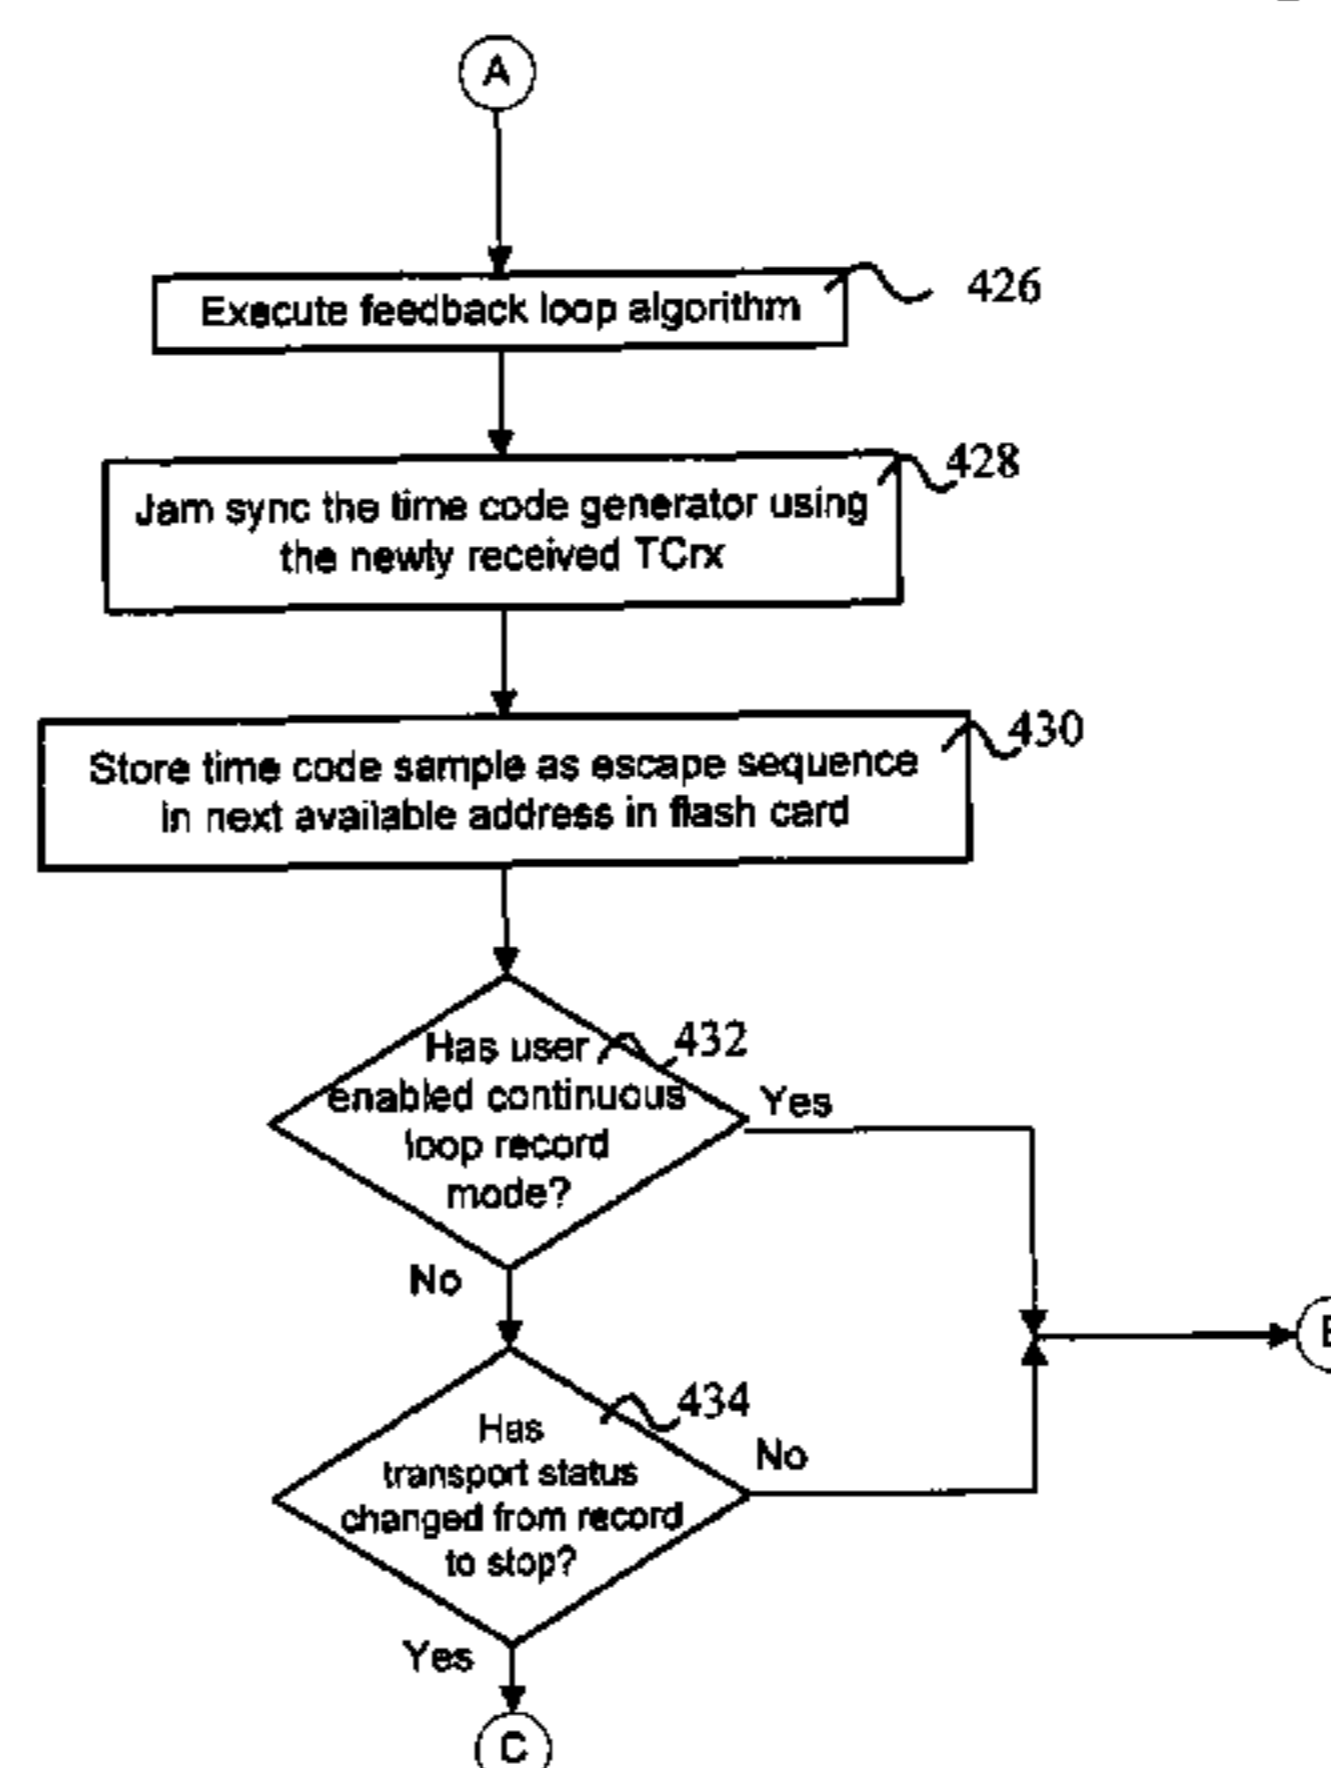 A
Execute feedback loop algorithm
426
Jam sync the time code generator using
the newly received TCrx
428
Store time code sample as escape sequence
in next available address in flash card
430
Has user
enabled continuous
loop record
mode?
432
Yes
No
Has
transport status
changed from record
to stop?
434
No
Yes
C